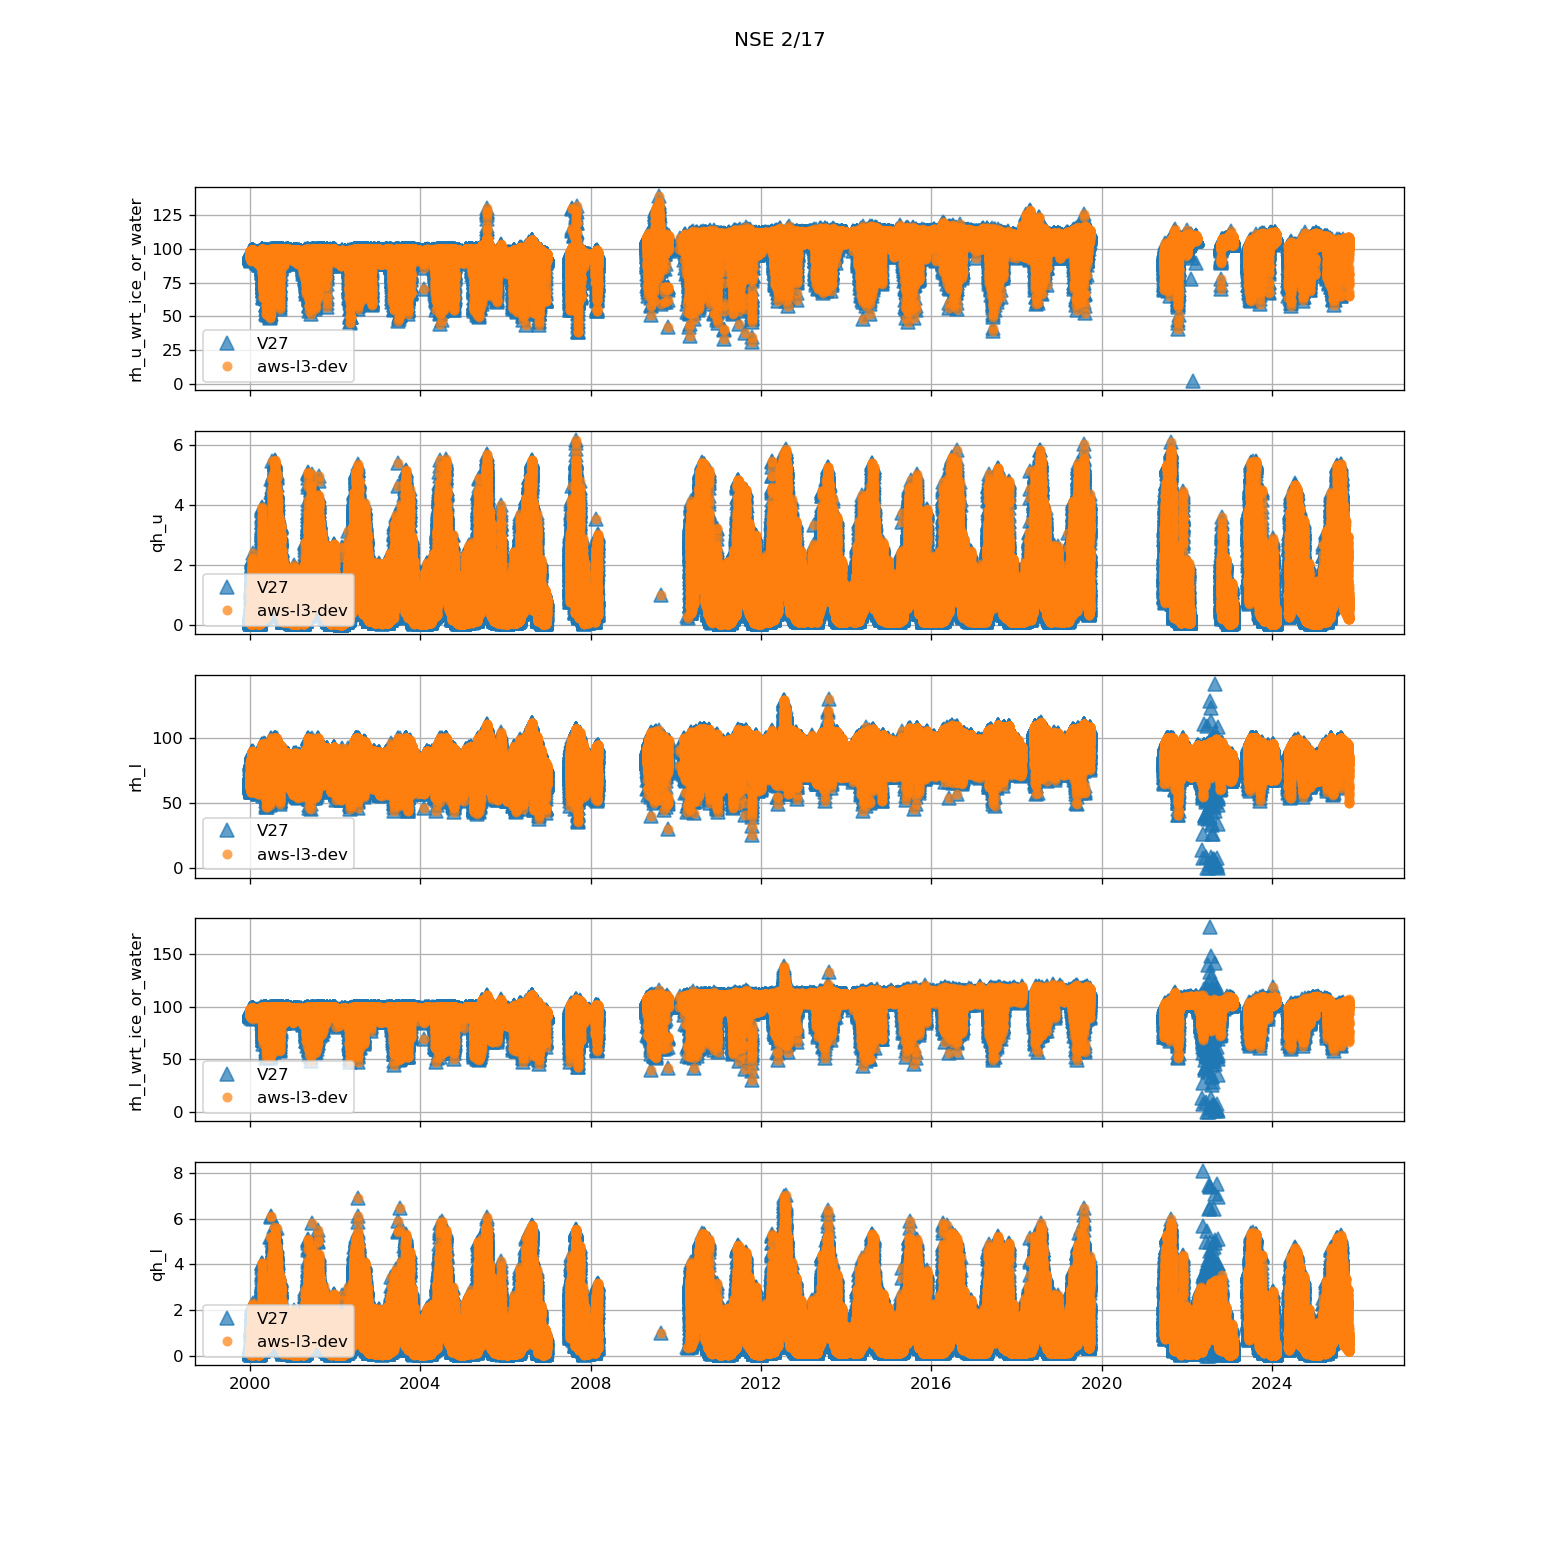 NSE 2/17
rh_u_wrt_ice_or_water
125
100
75
50
25
0
V27
aws-l3-dev
qh_u
6
4
2
0
V27
aws-l3-dev
rh_l
100
50
0
V27
aws-l3-dev
rh_l_wrt_ice_or_water
150
100
50
0
V27
aws-l3-dev
qh_l
8
6
4
2
0
V27
aws-l3-dev
2000 2004 2008 2012 2016 2020 2024